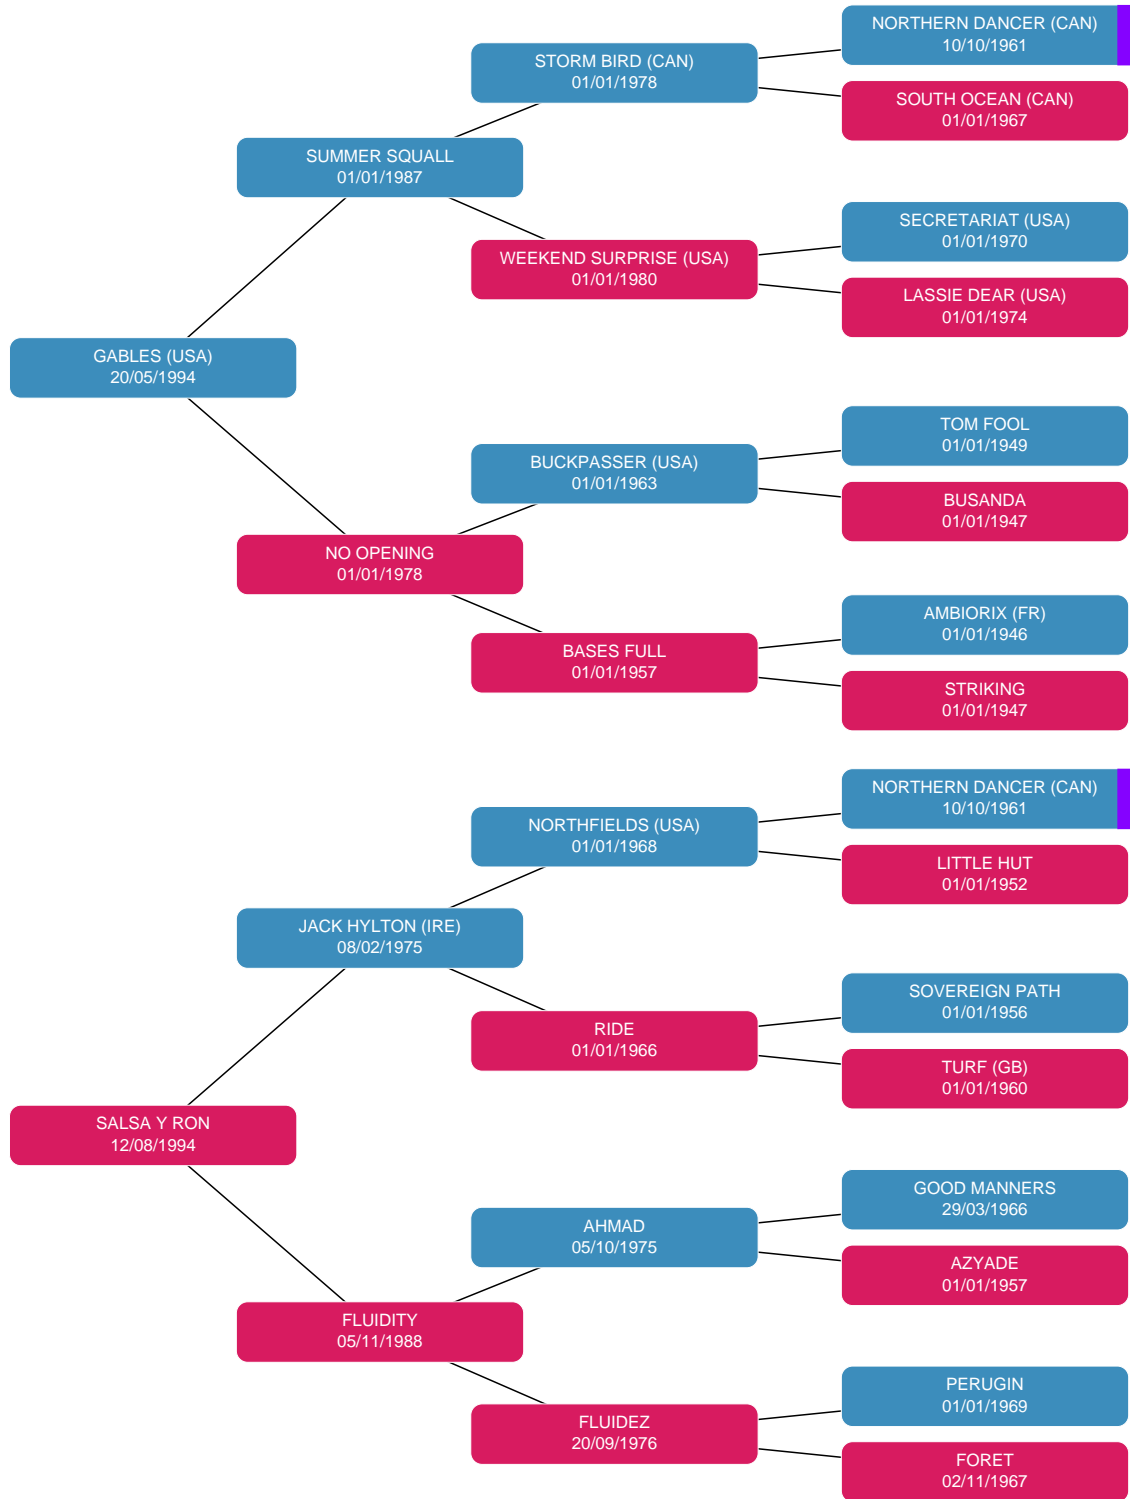 NORTHERN DANCER (CAN)
10/10/1961
STORM BIRD (CAN)
01/01/1978
SOUTH OCEAN (CAN)
01/01/1967
SUMMER SQUALL
01/01/1987
SECRETARIAT (USA)
01/01/1970
WEEKEND SURPRISE (USA)
01/01/1980
LASSIE DEAR (USA)
01/01/1974
GABLES (USA)
20/05/1994
TOM FOOL
01/01/1949
BUCKPASSER (USA)
01/01/1963
BUSANDA
01/01/1947
NO OPENING
01/01/1978
AMBIORIX (FR)
01/01/1946
BASES FULL
01/01/1957
STRIKING
01/01/1947
NORTHERN DANCER (CAN)
10/10/1961
NORTHFIELDS (USA)
01/01/1968
LITTLE HUT
01/01/1952
JACK HYLTON (IRE)
08/02/1975
SOVEREIGN PATH
01/01/1956
RIDE
01/01/1966
TURF (GB)
01/01/1960
SALSA Y RON
12/08/1994
GOOD MANNERS
29/03/1966
AHMAD
05/10/1975
AZYADE
01/01/1957
FLUIDITY
05/11/1988
PERUGIN
01/01/1969
FLUIDEZ
20/09/1976
FORET
02/11/1967